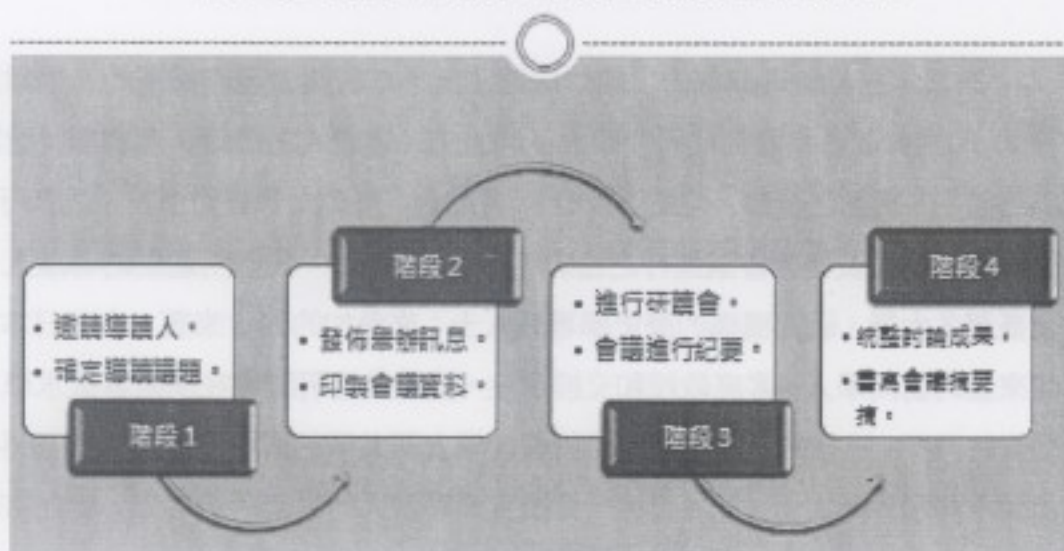 • 邀請導讀人。
• 確定導讀議題。
階段1
階段2
• 發佈舉辦訊息。
• 印製會議資料。
• 進行研讀會。
• 會議進行紀要。
階段3
階段4
• 統整討論成果，
• 書寫會議摘要